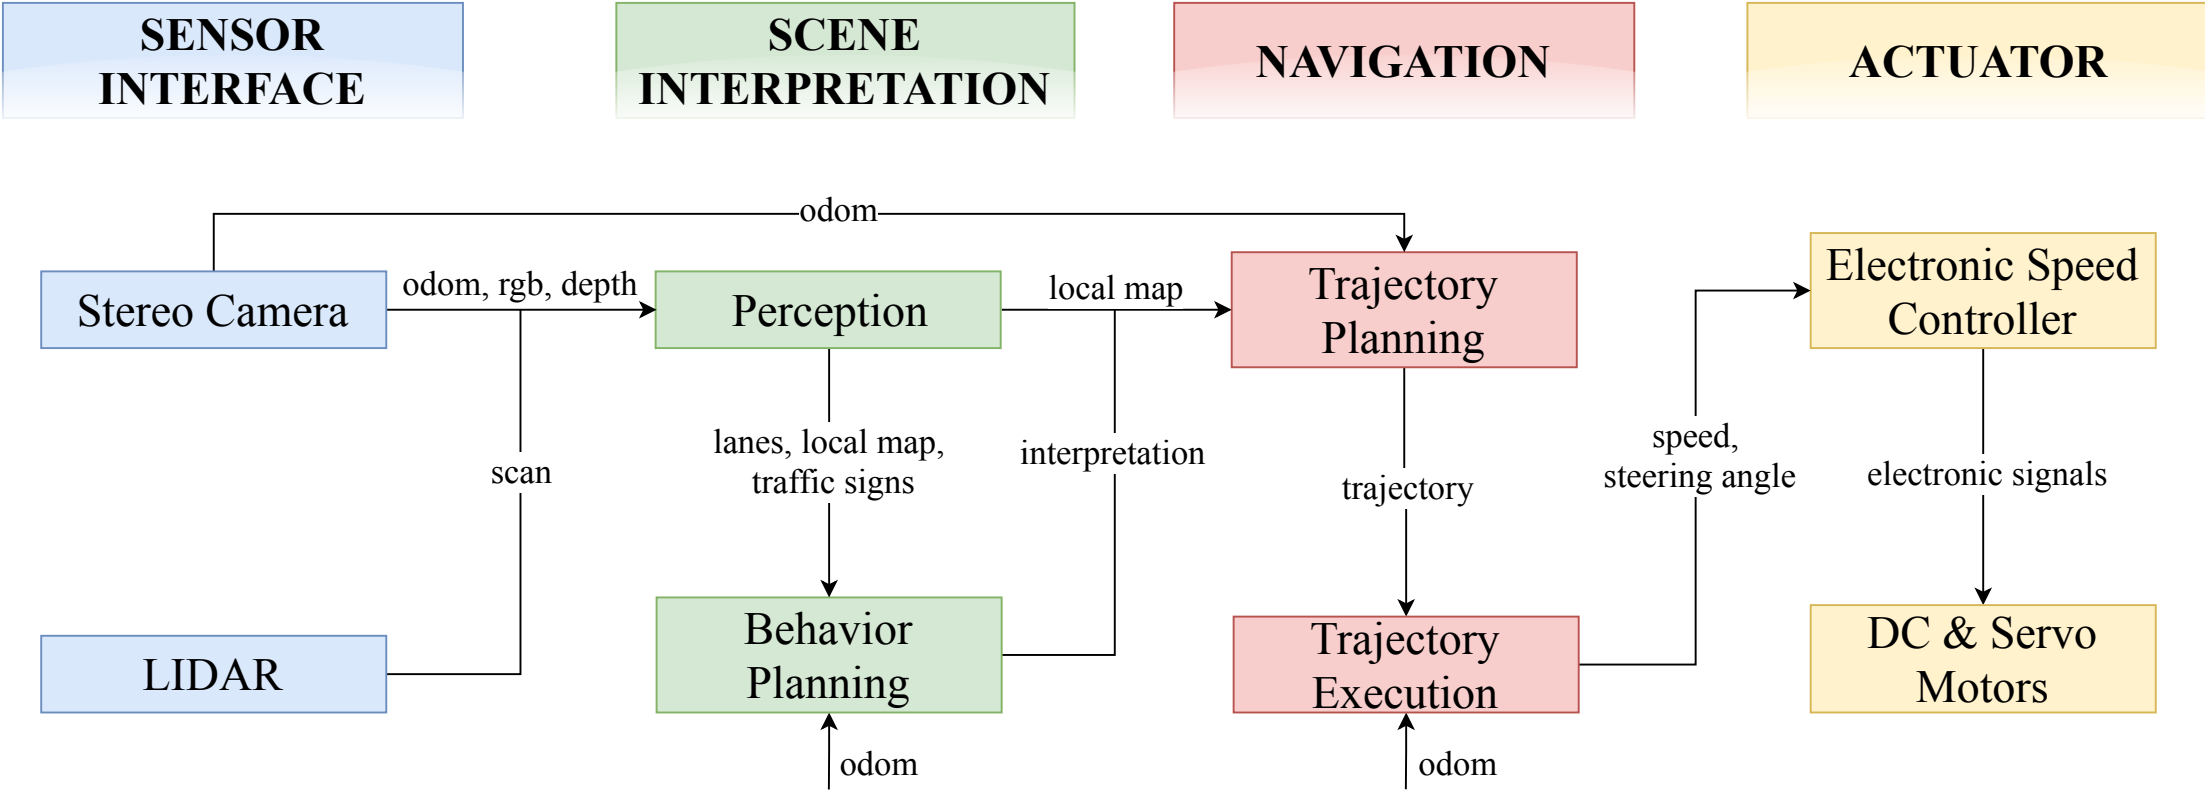 SENSOR
INTERFACE
SCENE
INTERPRETATION
NAVIGATION
ACTUATOR
odom
Stereo Camera
odom, rgb, depth
Perception
local map
Trajectory
Planning
Electronic Speed
Controller
scan
lanes, local map,
traffic signs
interpretation
trajectory
speed,
steering angle
electronic signals
LIDAR
Behavior
Planning
Trajectory
Execution
DC & Servo
Motors
odom
odom